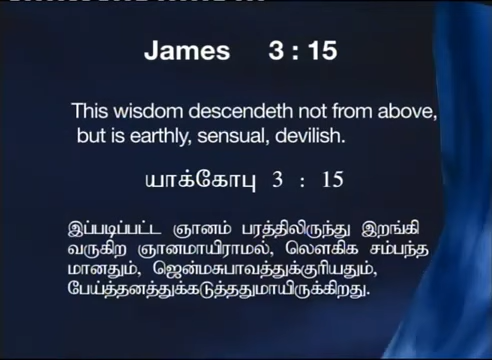 James 3 : 15
This wisdom descendeth not from above,
but is earthly, sensual, devilish.
யாக்கோபு 3 : 15
இப்படிப்பட்ட ஞானம் பரத்திலிருந்து இறங்கி
வருகிற ஞானமாயிராமல், லௌகிக சம்பந்த
மானதும், ஜென்மசுபாவத்துக்குரியதும்,
பேய்த்தனத்துக்கடுத்ததுமாயிருக்கிறது.